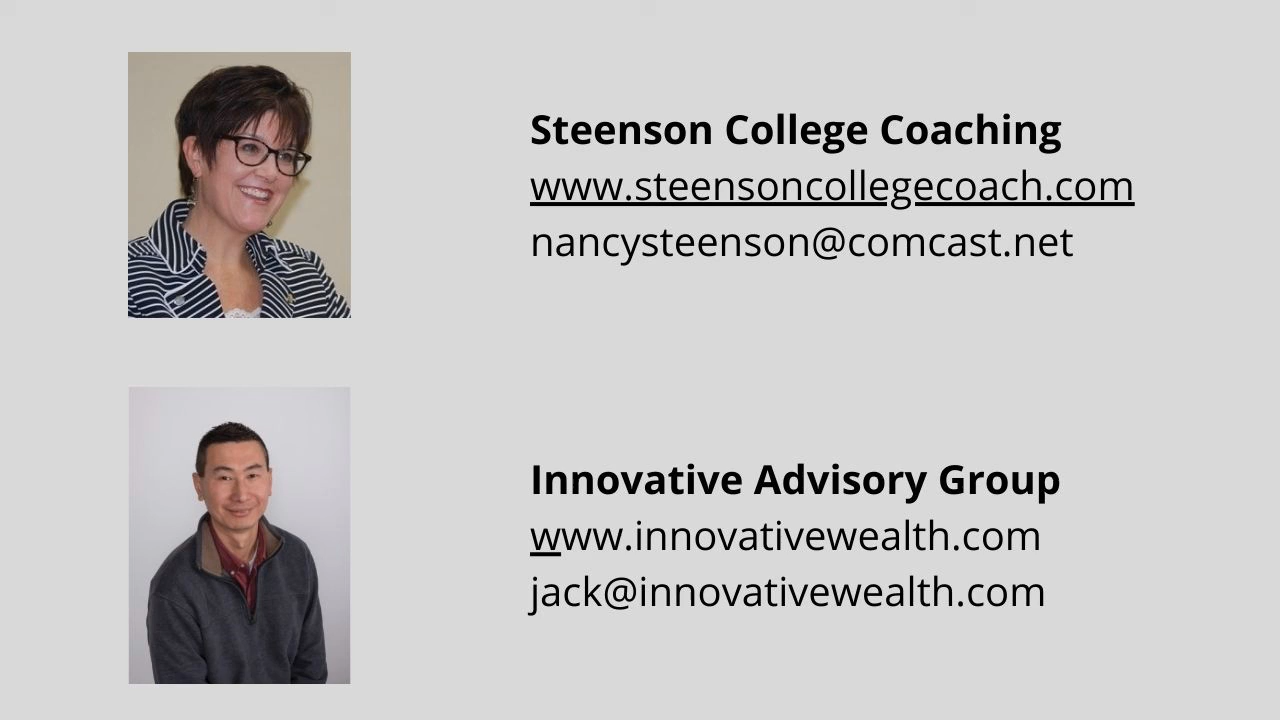 Steenson College Coaching
www.steensoncollegecoach.com
nancysteenson@comcast.net
Innovative Advisory Group
www.innovativewealth.com
jack@innovativewealth.com